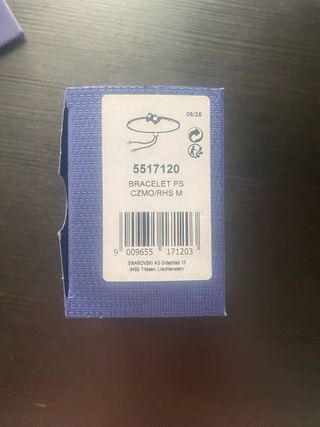 08/25
5517120
BRACELET PS
CZMO/RHS M
9 009655 171203
SWAROVSKI AG Dröschistr. 15
9495 Triesen, Liechtenstein